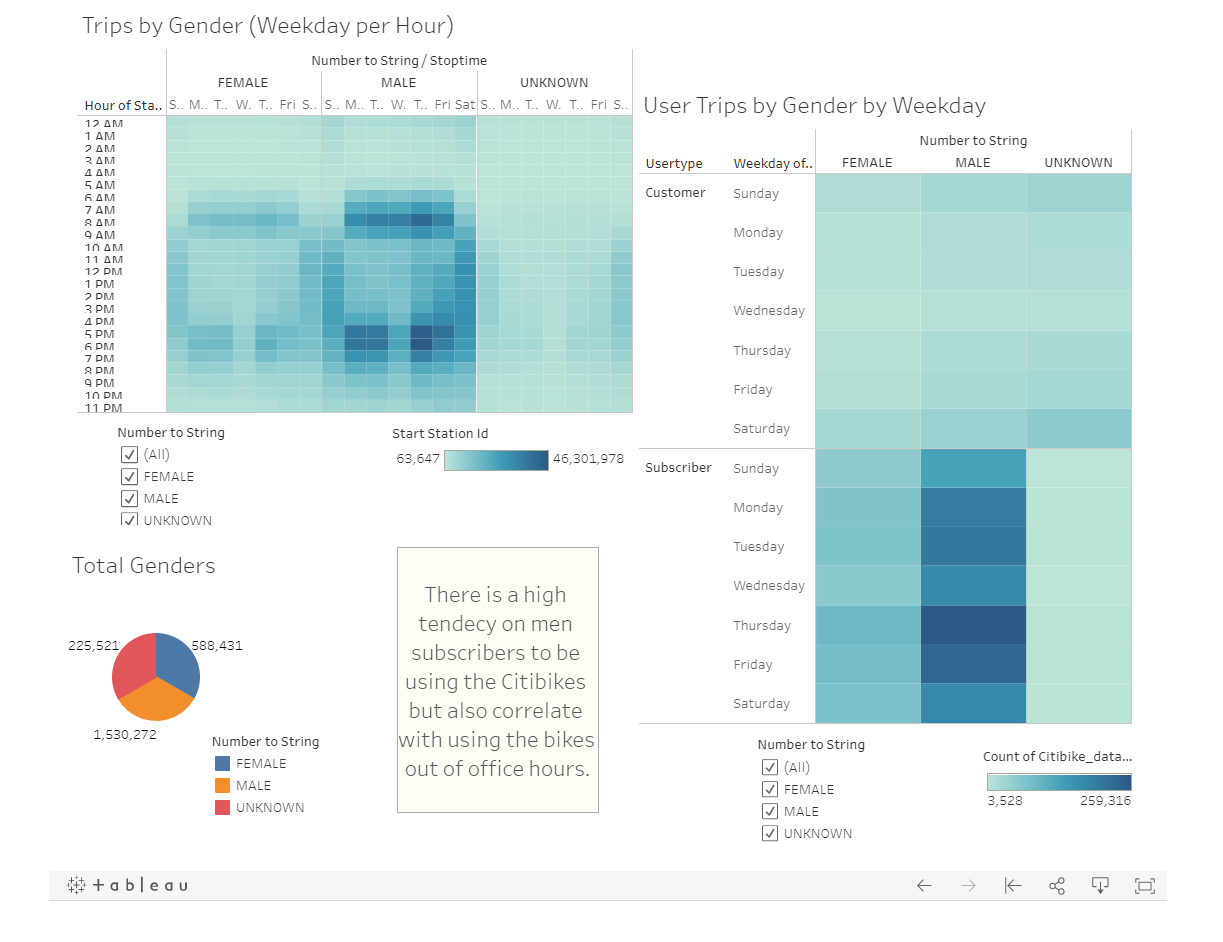 Trips by Gender (Weekday per Hour)
Number to String / Stoptime
FEMALE MALE UNKNOWN
Hour of Sta.. S.. M.. T.. W. T.. Fri S.. S.. M.. T.. W. T.. Fri Sat S.. M.. T.. W. T.. Fri S..
12 AM
1 AM
2 AM
3 AM
4 AM
5 AM
6 AM
7 AM
8 AM
9 AM
10 AM
11 AM
12 PM
1 PM
2 PM
3 PM
4 PM
5 PM
6 PM
7 PM
8 PM
9 PM
10 PM
11 PM
Number to String
(All)
FEMALE
MALE
UNKNOWN
Start Station Id
63,647 46,301,978
User Trips by Gender by Weekday
Number to String
Usertype Weekday of.. FEMALE MALE UNKNOWN
Customer Sunday
Monday
Tuesday
Wednesday
Thursday
Friday
Saturday
Subscriber Sunday
Monday
Tuesday
Wednesday
Thursday
Friday
Saturday
Number to String
(All)
FEMALE
MALE
UNKNOWN
Count of Citibike_data...
3,528 259,316
Total Genders
225,521 588,431
1,530,272
Number to String
FEMALE
MALE
UNKNOWN
There is a high
tendecy on men
subscribers to be
using the Citibikes
but also correlate
with using the bikes
out of office hours.
+ableau